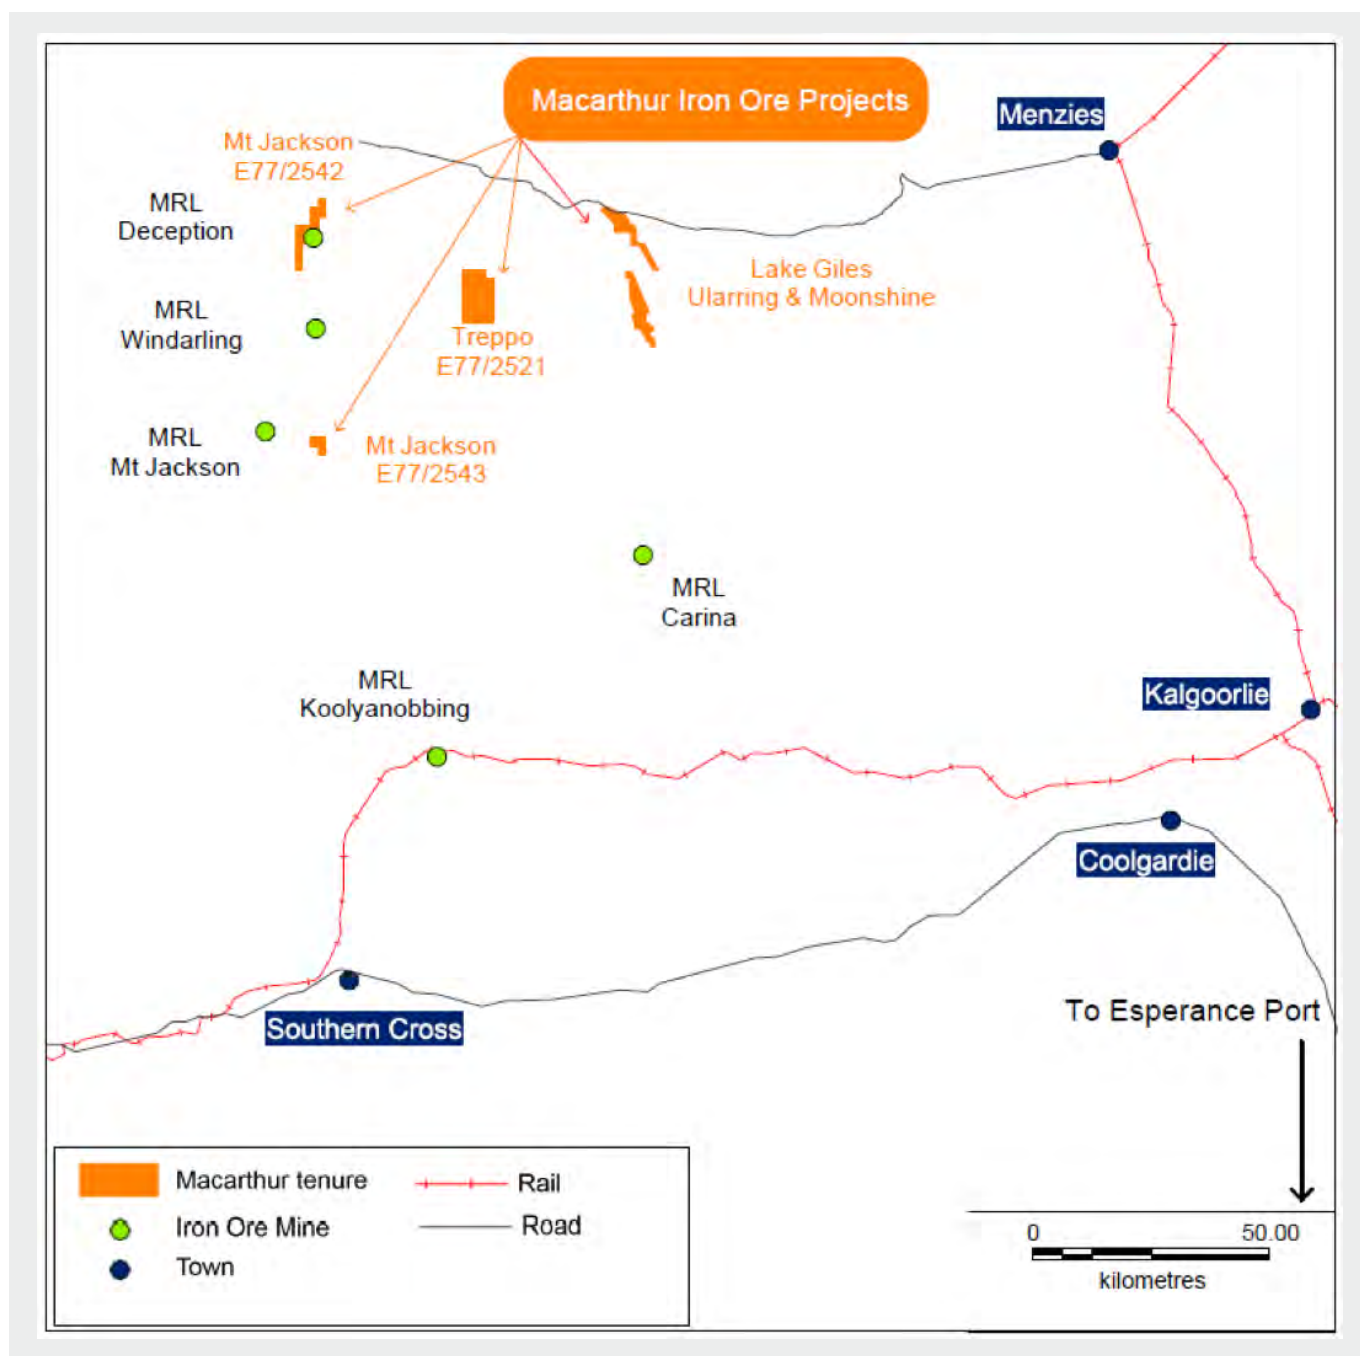 Macarthur Iron Ore Projects
Menzies
Mt Jackson
E77/2542
MRL
Deception
Lake Giles
Ularring & Moonshine
MRL
Windarling
Treppo
E77/2521
MRL
Mt Jackson
Mt Jackson
E77/2543
MRL
Carina
MRL
Koolyanobbing
Kalgoorlie
Coolgardie
To Esperance Port
Southern Cross
Macarthur tenure
Rail
Iron Ore Mine
Road
Town
0 50.00
kilometres